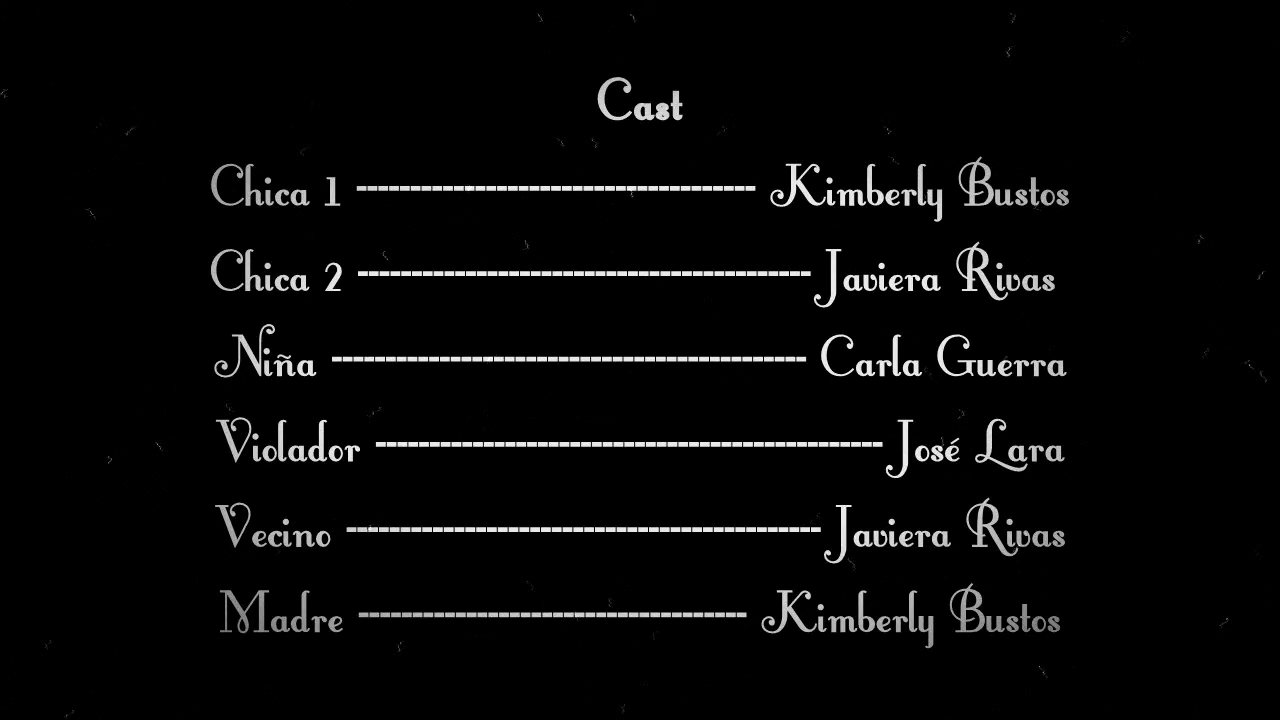 Cast
Chica 1 ------------------------------------- Kimberly Bustos
Chica 2 ------------------------------------------ Javiera Rivas
Niña -------------------------------------------- Carla Guerra
Violador ----------------------------------------------- José Lara
Vecino -------------------------------------------- Javiera Rivas
Madre ------------------------------------ Kimberly Bustos